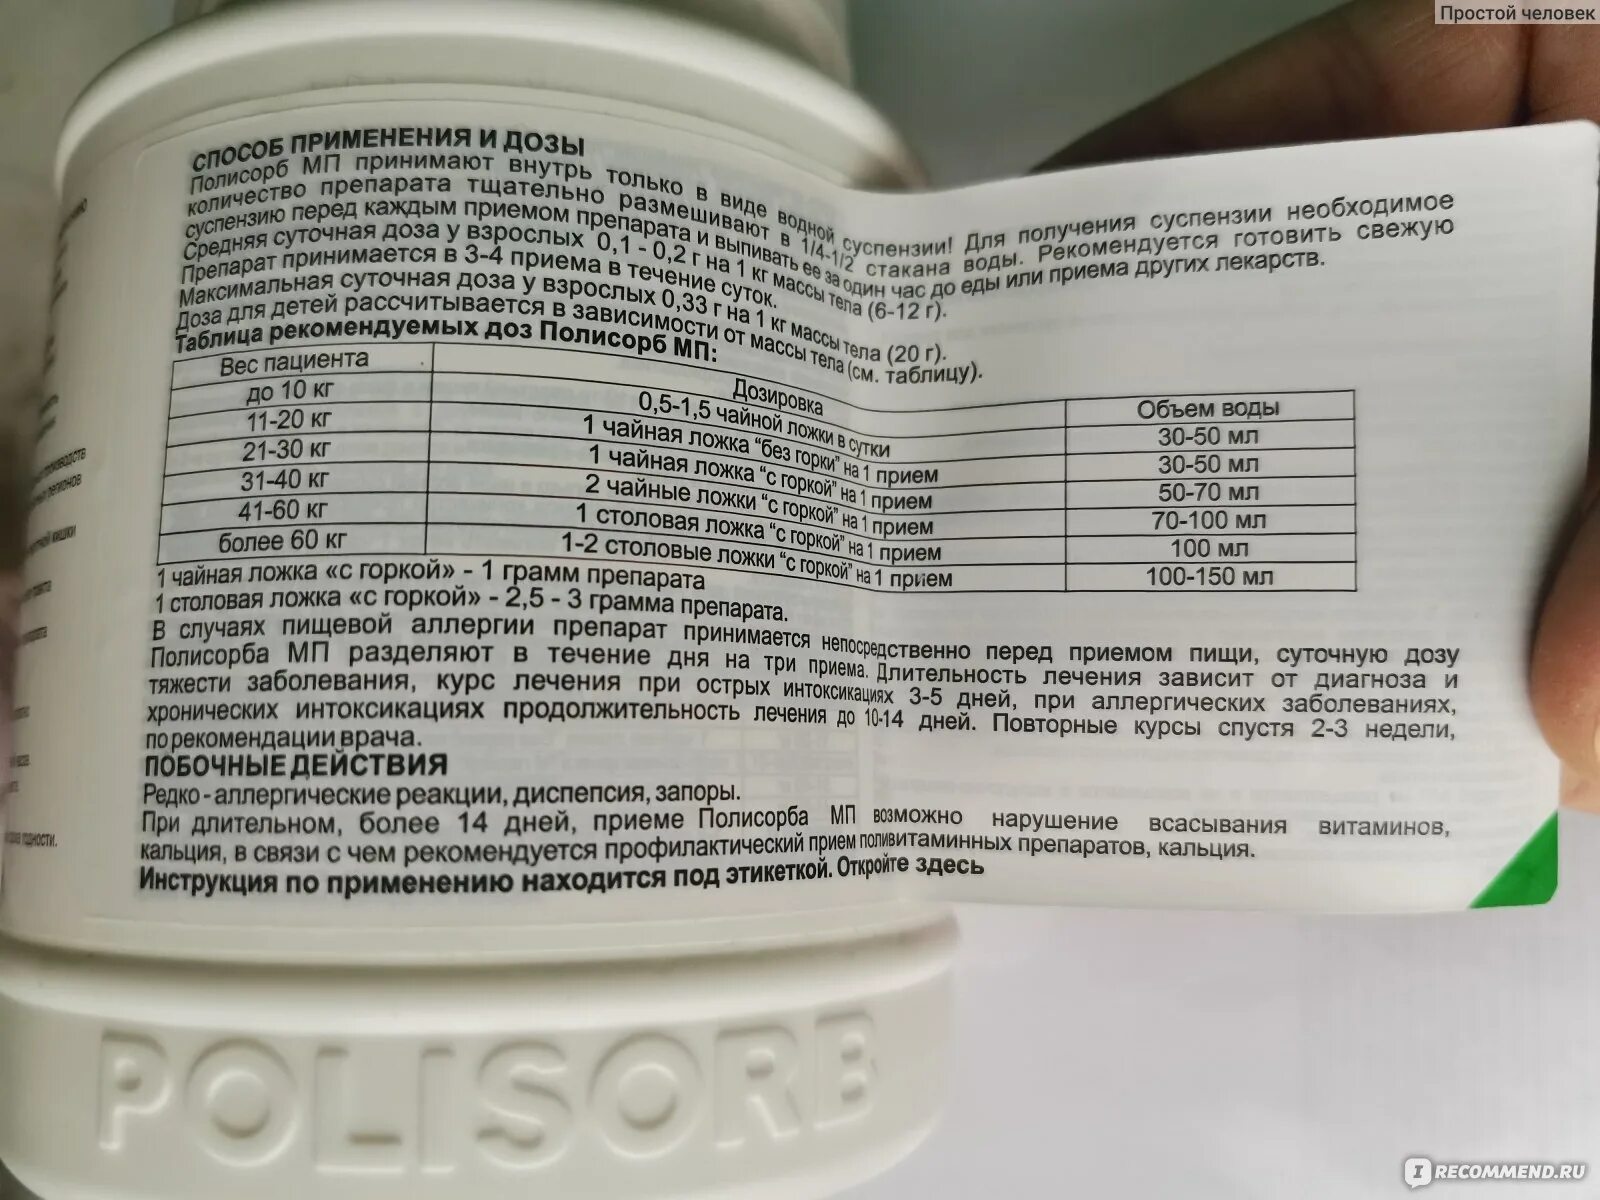 Простой человек
СПОСОБ ПРИМЕНЕНИЯ И ДОЗЫ
Полисорб МП принимают внутрь только в виде водной суспензии! Для получения суспензии необходимое
количество препарата тщательно размешивают в 1/4-1/2 стакана воды. Рекомендуется готовить свежую
суспензию перед каждым приемом препарата и выпивать ее за один час до еды или приема других лекарств.
Средняя суточная доза у взрослых 0,1 - 0,2 г на 1 кг массы тела (6-12 г).
Препарат принимается в 3-4 приема в течение суток.
Максимальная суточная доза у взрослых 0,33 г на 1 кг массы тела (20 г).
Доза для детей рассчитывается в зависимости от массы тела (см. таблицу).
Таблица рекомендуемых доз Полисорб МП:
Вес пациента Дозировка Объем воды
до 10 кг 0,5-1,5 чайной ложки в сутки 30-50 мл
11-20 кг 1 чайная ложка "без горки" на 1 прием 30-50 мл
21-30 кг 1 чайная ложка "с горкой" на 1 прием 50-70 мл
31-40 кг 2 чайные ложки "с горкой" на 1 прием 70-100 мл
41-60 кг 1 столовая ложка "с горкой" на 1 прием 100 мл
более 60 кг 1-2 столовые ложки "с горкой" на 1 прием 100-150 мл
1 чайная ложка «с горкой» - 1 грамм препарата
1 столовая ложка «с горкой» - 2,5 - 3 грамма препарата.
В случаях пищевой аллергии препарат принимается непосредственно перед приемом пищи, суточную дозу
Полисорба МП разделяют в течение дня на три приема. Длительность лечения зависит от диагноза и
тяжести заболевания, курс лечения при острых интоксикациях 3-5 дней, при аллергических заболеваниях,
хронических интоксикациях продолжительность лечения до 10-14 дней. Повторные курсы спустя 2-3 недели,
по рекомендации врача.
ПОБОЧНЫЕ ДЕЙСТВИЯ
Редко - аллергические реакции, диспепсия, запоры.
При длительном, более 14 дней, приеме Полисорба МП возможно нарушение всасывания витаминов,
кальция, в связи с чем рекомендуется профилактический прием поливитаминных препаратов, кальция.
Инструкция по применению находится под этикеткой. Откройте здесь
POLISORB
IRECOMMEND.RU